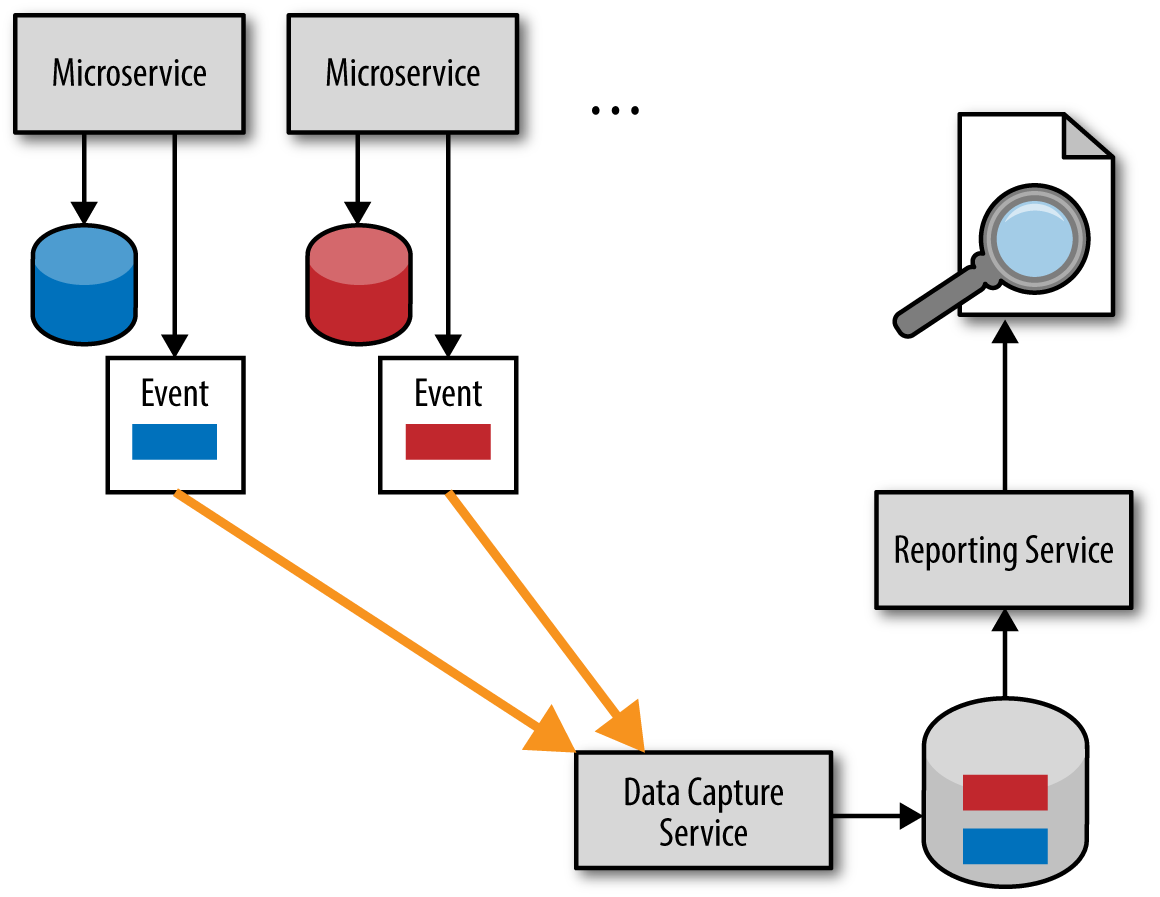 Microservice
Microservice
...
Event
Event
Reporting Service
Data Capture
Service